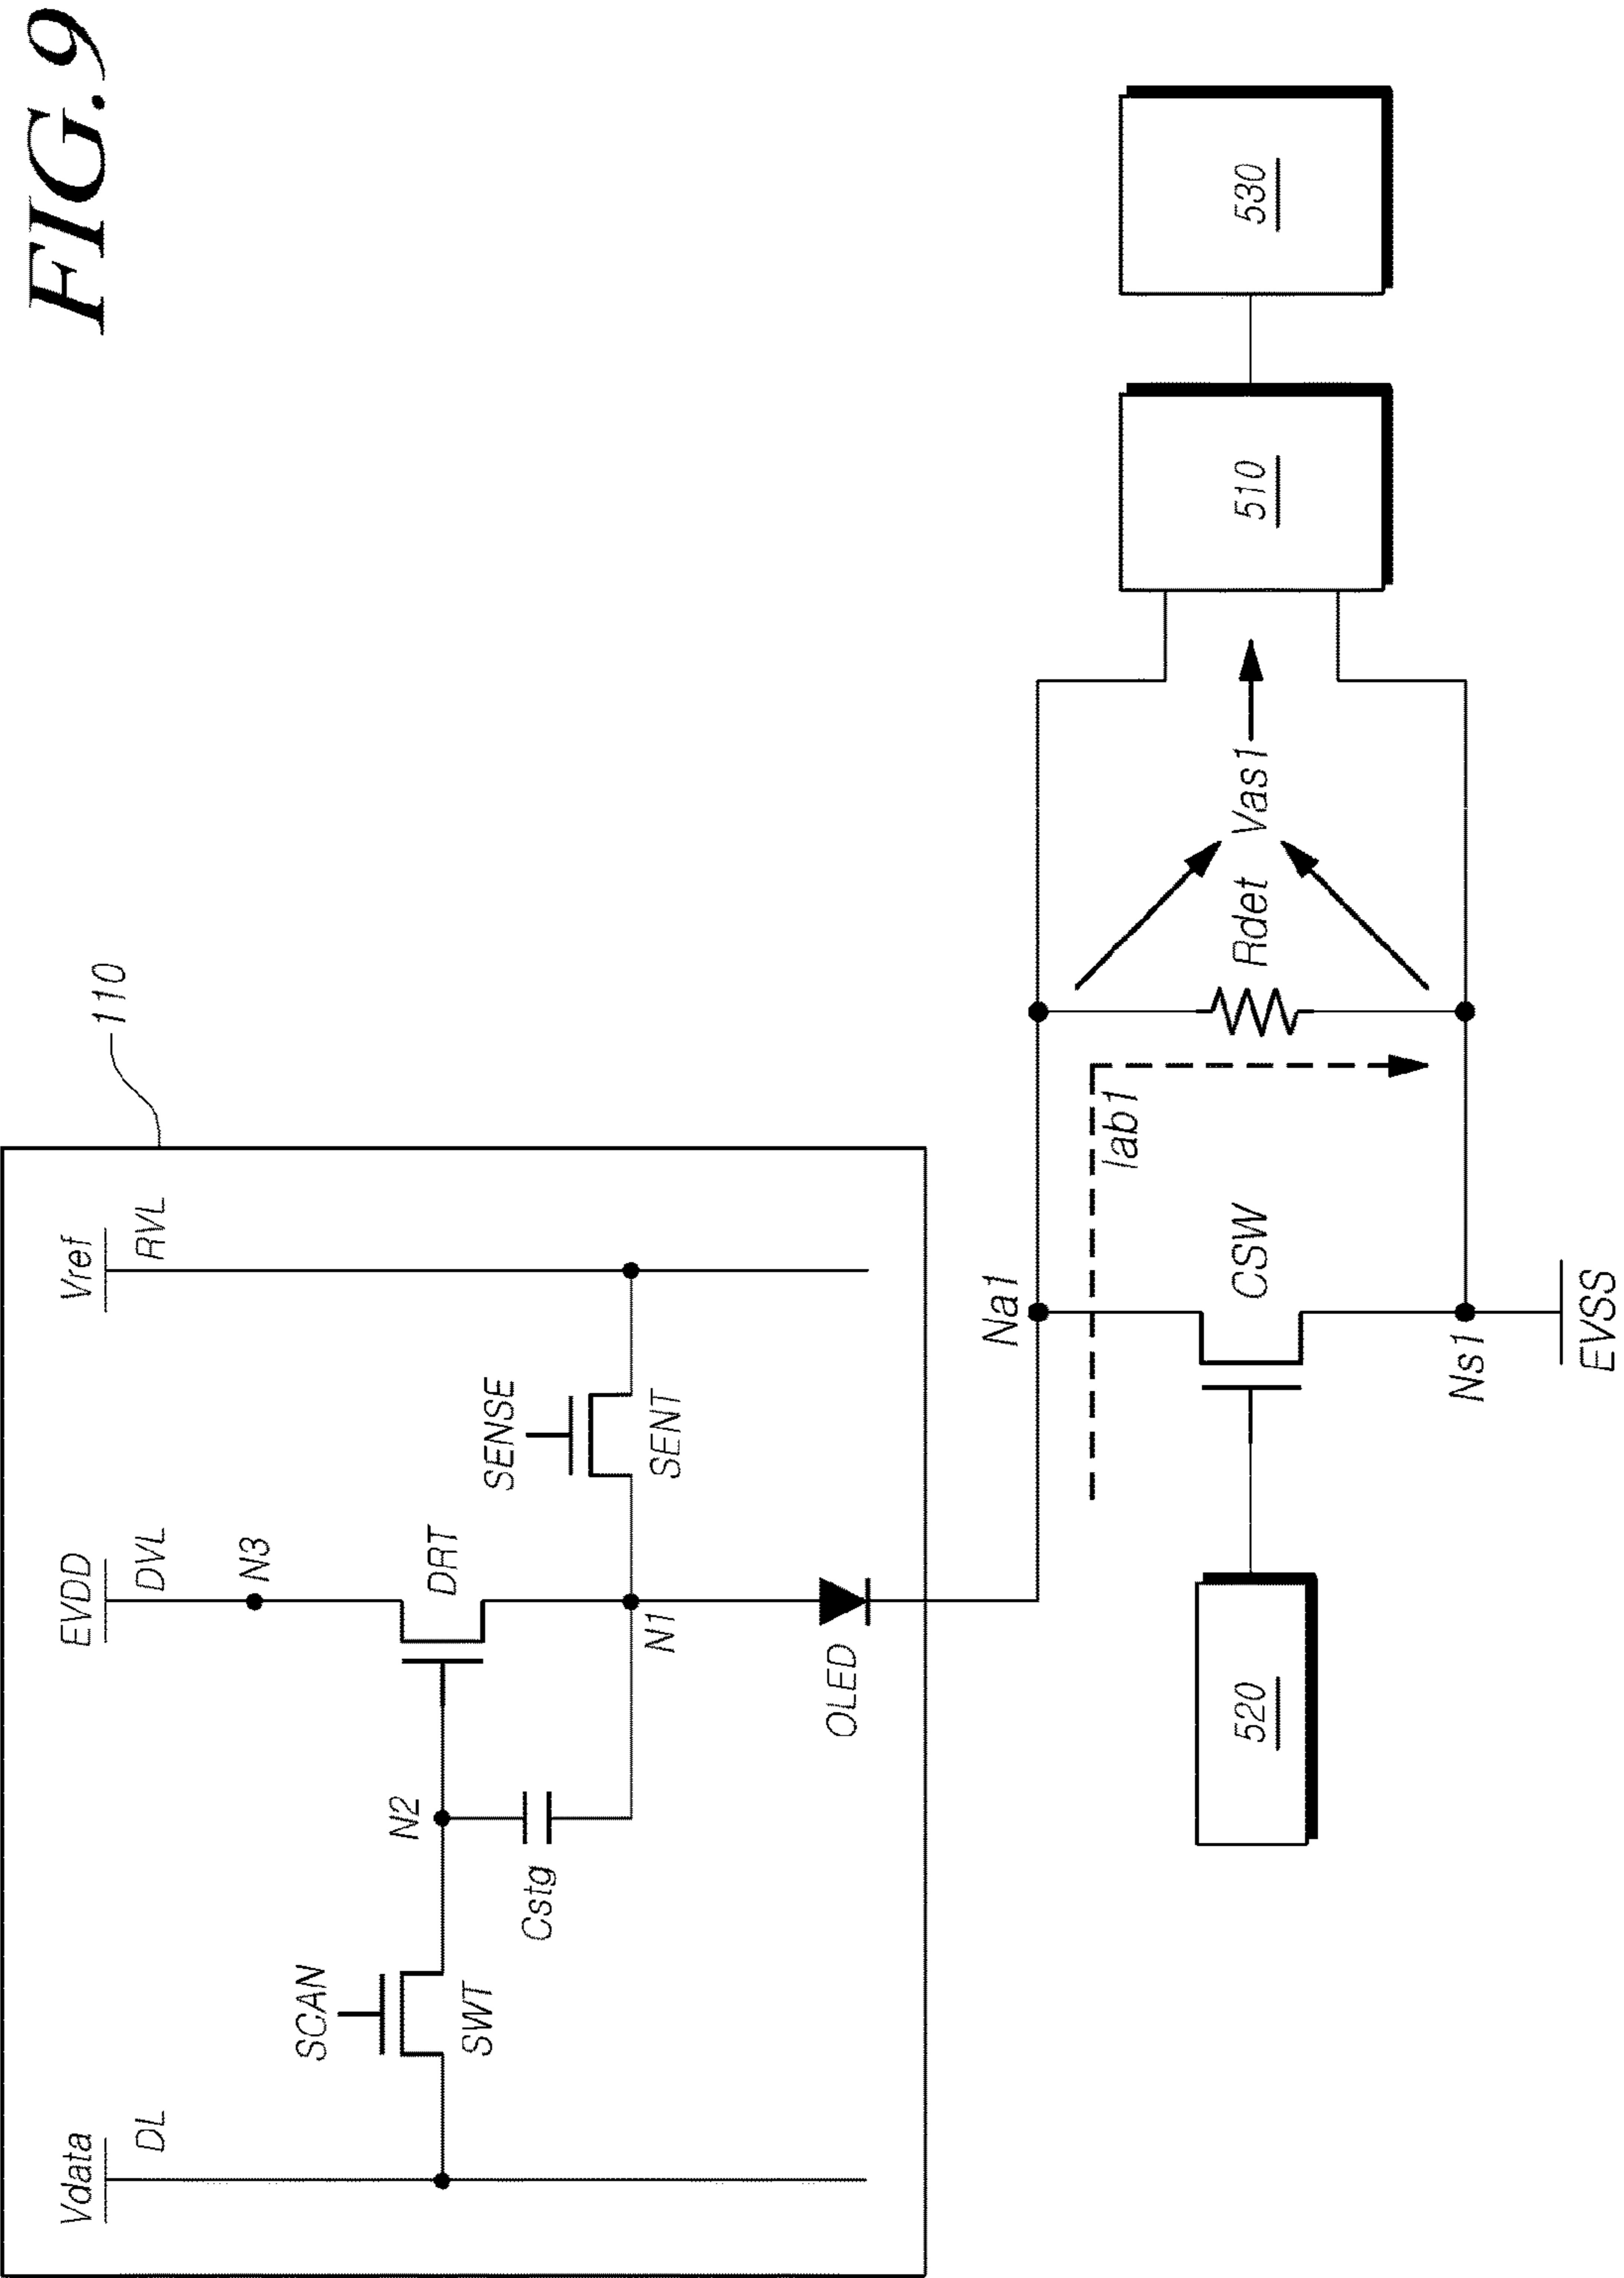 FIG.9
110
Vdata
DL
EVDD
DVL
Vref
RVL
N3
SCAN
SWT
N2
DRT
SENSE
SENT
Cstg
N1
OLED
Na1
Iab1
CSW
Rdet
Vas1
510
530
520
Ns1
EVSS